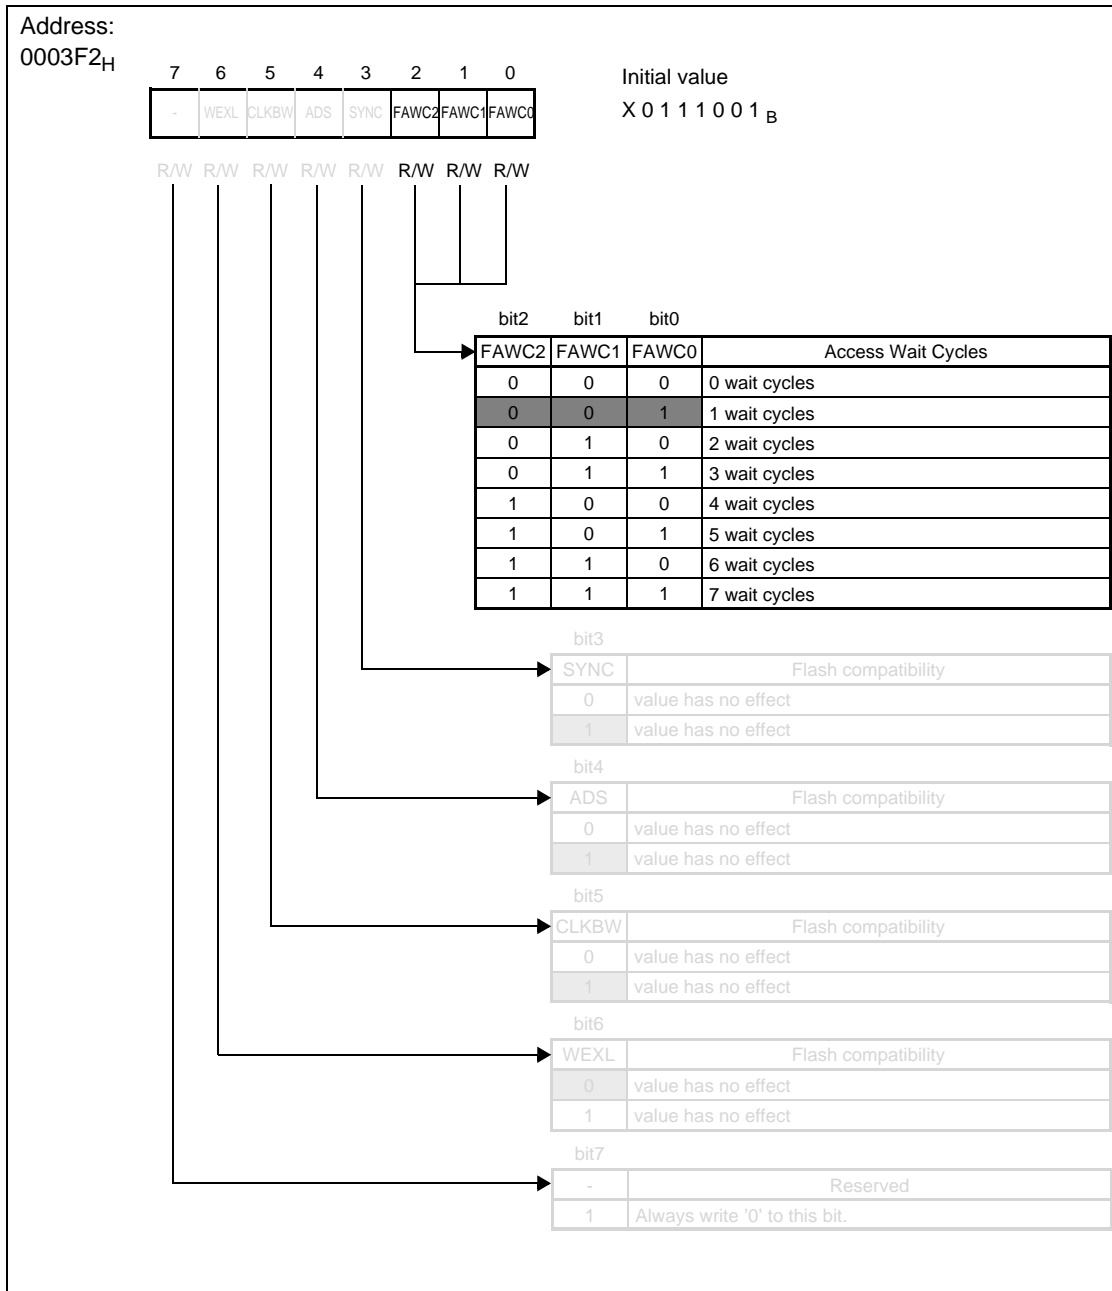 Address:
0003F2H
7 6 5 4 3 2 1 0
Initial value
- WEXL CLKBW ADS SYNC FAWC2 FAWC1 FAWC0
X 0 1 1 1 0 0 1 B
R/W R/W R/W R/W R/W R/W R/W R/W
bit2 bit1 bit0
FAWC2 FAWC1 FAWC0 Access Wait Cycles
0 0 0 0 wait cycles
0 0 1 1 wait cycles
0 1 0 2 wait cycles
0 1 1 3 wait cycles
1 0 0 4 wait cycles
1 0 1 5 wait cycles
1 1 0 6 wait cycles
1 1 1 7 wait cycles
bit3
SYNC Flash compatibility
0 value has no effect
1 value has no effect
bit4
ADS Flash compatibility
0 value has no effect
1 value has no effect
bit5
CLKBW Flash compatibility
0 value has no effect
1 value has no effect
bit6
WEXL Flash compatibility
0 value has no effect
1 value has no effect
bit7
- Reserved
1 Always write '0' to this bit.